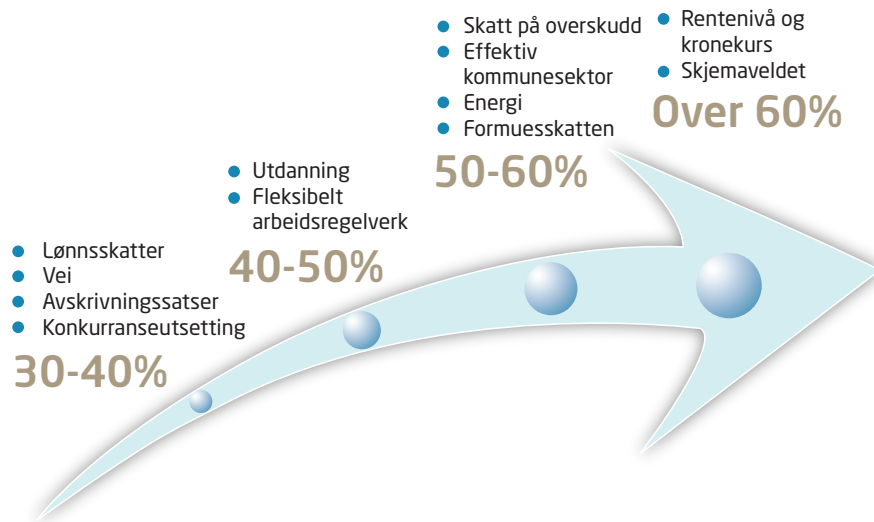 Lønnsskatter
Vei
Avskrivningssatser
Konkurranseutsetting
30-40%
Utdanning
Fleksibelt
arbeidsregelverk
40-50%
Skatt på overskudd
Effektiv
kommunesektor
Energi
Formuesskatten
50-60%
Rentenivå og
kronekurs
Skjemaveldet
Over 60%